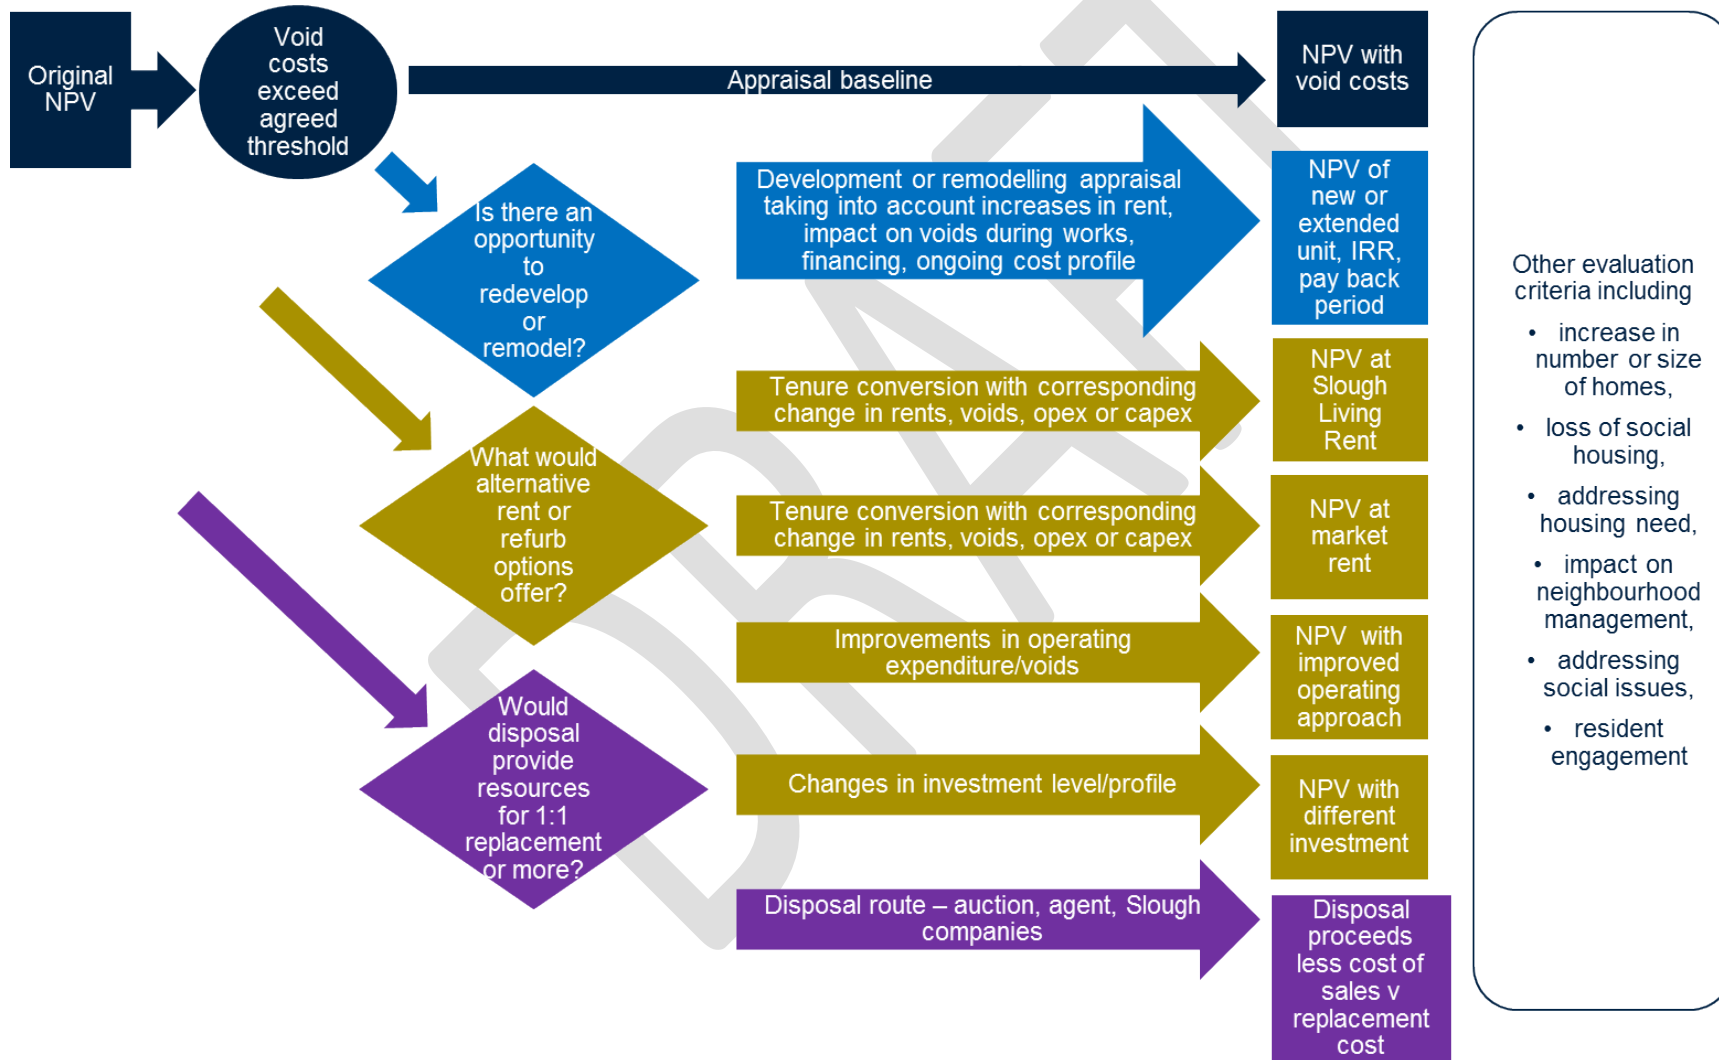 Original
NPV
Void
costs
exceed
agreed
threshold
Appraisal baseline
NPV with
void costs
Is there an
opportunity
to
redevelop
or
remodel?
Development or remodelling appraisal
taking into account increases in rent,
impact on voids during works,
financing, ongoing cost profile
NPV of
new or
extended
unit, IRR,
pay back
period
What would
alternative
rent or
refurb
options
offer?
Tenure conversion with corresponding
change in rents, voids, opex or capex
NPV at
Slough
Living
Rent
Tenure conversion with corresponding
change in rents, voids, opex or capex
NPV at
market
rent
Improvements in operating
expenditure/voids
NPV with
improved
operating
approach
Changes in investment level/profile
NPV with
different
investment
Would
disposal
provide
resources
for 1:1
replacement
or more?
Disposal route – auction, agent, Slough
companies
Disposal
proceeds
less cost of
sales v
replacement
cost
Other evaluation
criteria including
• increase in
number or size
of homes,
• loss of social
housing,
• addressing
housing need,
• impact on
neighbourhood
management,
• addressing
social issues,
• resident
engagement
DRAFT